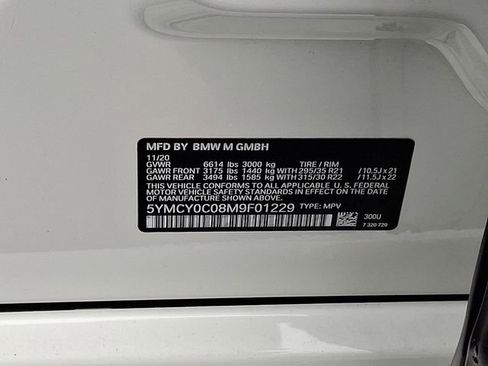 MFD BY BMW M GMBH
11/20
GVWR 6614 lbs 3000 kg TIRE / RIM
GAWR FRONT 3175 lbs 1440 kg WITH 295/35 R21 /10.5J x 21
GAWR REAR 3494 lbs 1585 kg WITH 315/30 R22 /11.5J x 22
THIS VEHICLE CONFORMS TO ALL APPLICABLE U.S. FEDERAL
MOTOR VEHICLE SAFETY STANDARDS IN EFFECT ON THE DATE
OF MANUFACTURE SHOWN ABOVE.
5YMCY0C08M9F01229 TYPE: MPV
300U
7 320 720